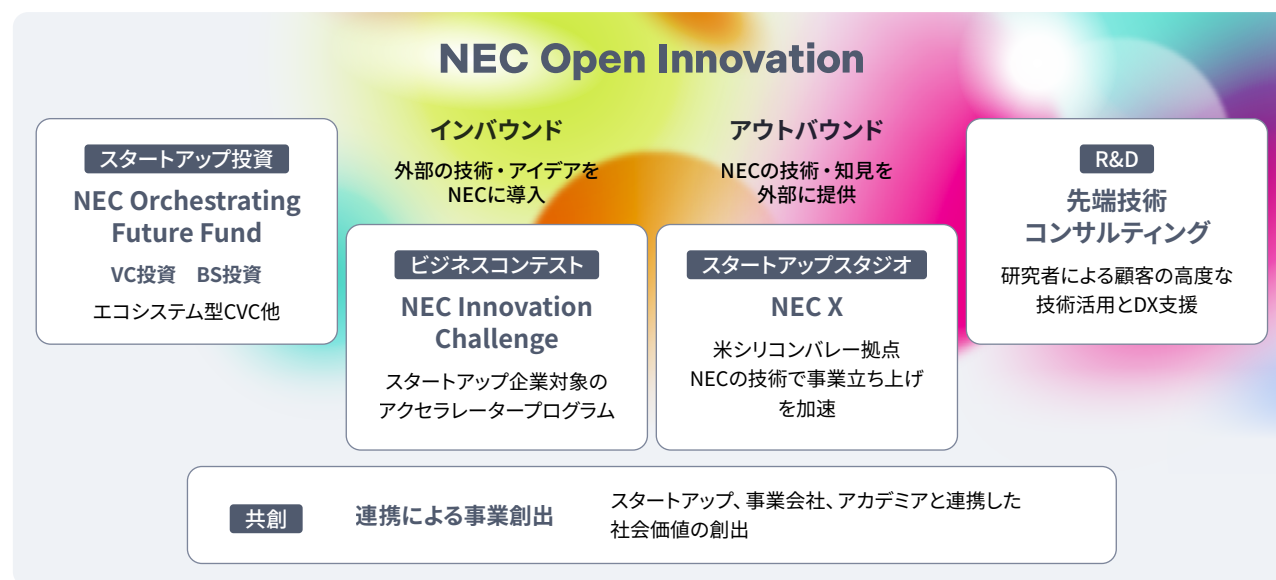 NEC Open Innovation
スタートアップ投資
NEC Orchestrating
Future Fund
VC投資 BS投資
エコシステム型CVC他
インバウンド
外部の技術・アイデアを
NECに導入
ビジネスコンテスト
NEC Innovation
Challenge
スタートアップ企業対象の
アクセラレータープログラム
アウトバウンド
NECの技術・知見を
外部に提供
スタートアップスタジオ
NEC X
米シリコンバレー拠点
NECの技術で事業立ち上げ
を加速
R&D
先端技術
コンサルティング
研究者による顧客の高度な
技術活用とDX支援
共創
連携による事業創出
スタートアップ、事業会社、アカデミアと連携した
社会価値の創出